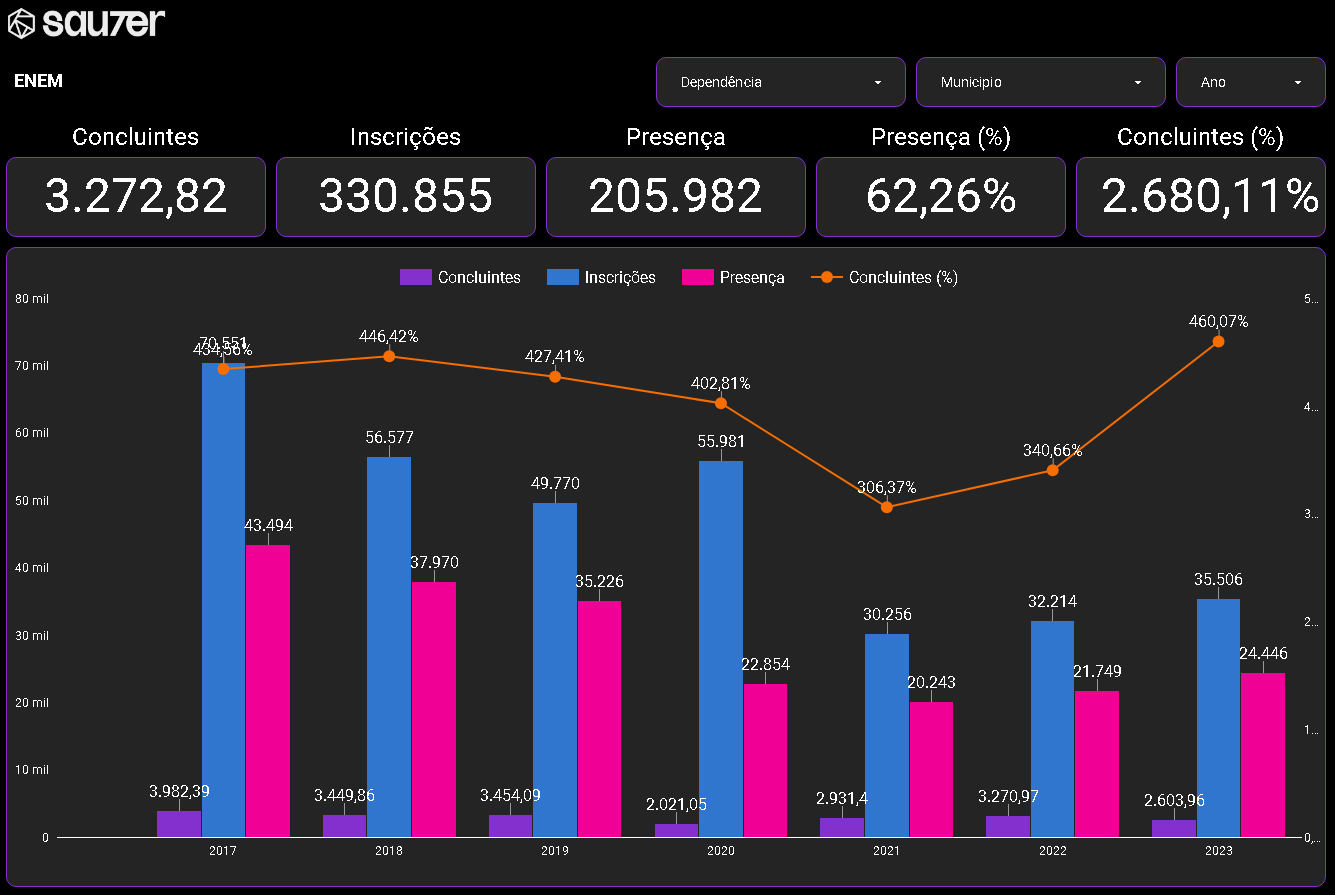 sau7er
ENEM
Dependência
Municipio
Ano
Concluintes
Inscrições
Presença
Presença (%)
Concluintes (%)
3.272,82
330.855
205.982
62,26%
2.680,11%
Concluintes
Inscrições
Presença
Concluintes (%)
80 mil
70 mil
60 mil
50 mil
40 mil
30 mil
20 mil
10 mil
0
5...
4...
3...
2...
1...
0,...
70.551
434,56%
446,42%
427,41%
402,81%
306,37%
340,66%
460,07%
56.577
49.770
55.981
30.256
32.214
35.506
43.494
37.970
35.226
22.854
20.243
21.749
24.446
3.982,39
3.449,86
3.454,09
2.021,05
2.931,4
3.270,97
2.603,96
2017
2018
2019
2020
2021
2022
2023